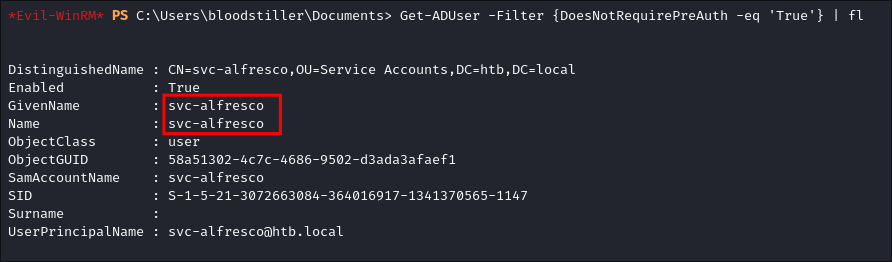 *Evil-WinRM* PS C:\Users\bloodstiller\Documents> Get-ADUser -Filter {DoesNotRequirePreAuth -eq 'True'} | fl
DistinguishedName : CN=svc-alfresco,OU=Service Accounts,DC=htb,DC=local
Enabled           : True
GivenName         : svc-alfresco
Name              : svc-alfresco
ObjectClass       : user
ObjectGUID        : 58a51302-4c7c-4686-9502-d3ada3afaef1
SamAccountName    : svc-alfresco
SID               : S-1-5-21-3072663084-364016917-1341370565-1147
Surname           :
UserPrincipalName : svc-alfresco@htb.local